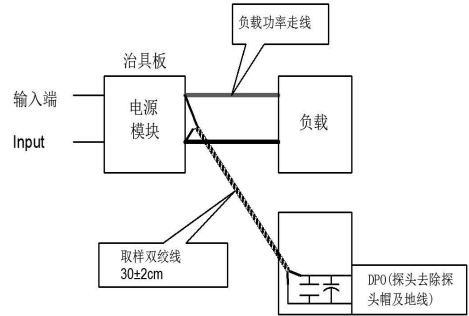 负载功率走线
治具板
输入端
Input
电源
模块
负载
取样双绞线
30±2cm
DPO(探头去除探
头帽及地线)